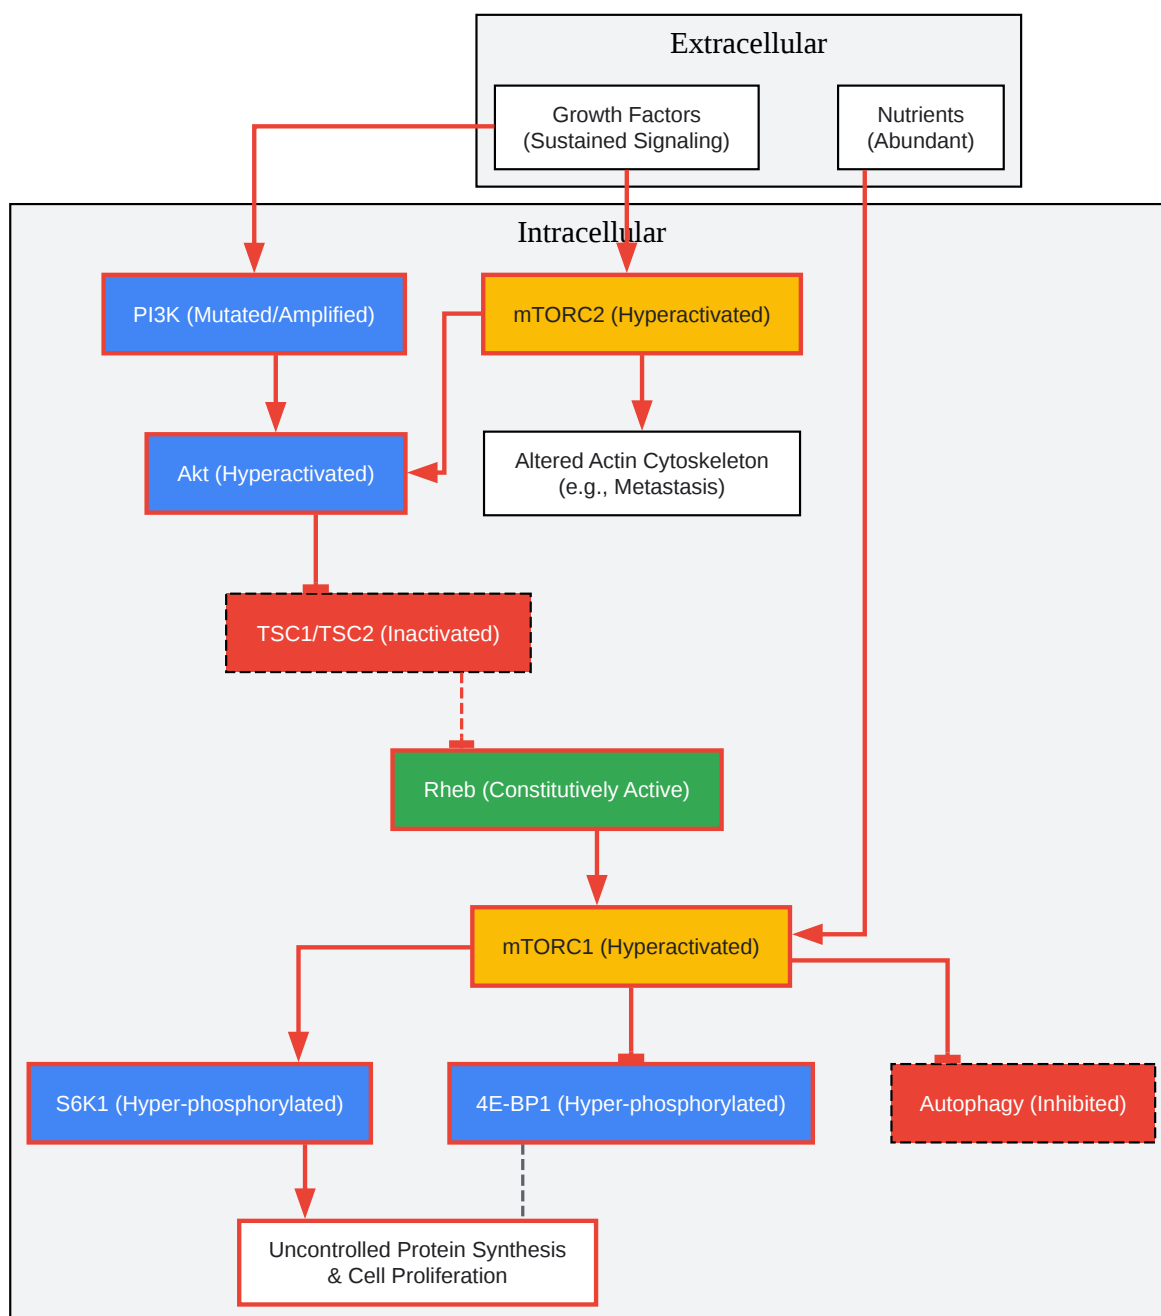 Extracellular
Growth Factors
(Sustained Signaling)
Nutrients
(Abundant)
Intracellular
PI3K (Mutated/Amplified)
mTORC2 (Hyperactivated)
Akt (Hyperactivated)
Altered Actin Cytoskeleton
(e.g., Metastasis)
TSC1/TSC2 (Inactivated)
Rheb (Constitutively Active)
mTORC1 (Hyperactivated)
S6K1 (Hyper-phosphorylated)
4E-BP1 (Hyper-phosphorylated)
Autophagy (Inhibited)
Uncontrolled Protein Synthesis
& Cell Proliferation